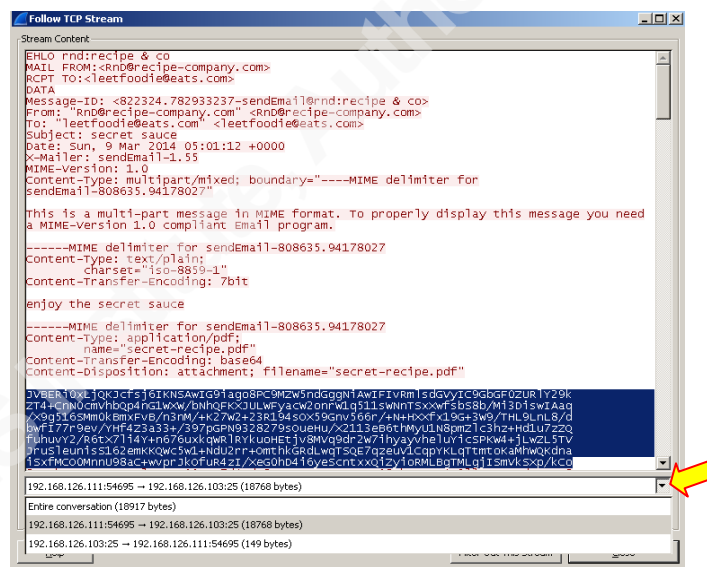 Follow TCP Stream
Stream Content
EHLO rnd:recipe & co
MAIL FROM:<RnD@recipe-company.com>
RCPT TO:<leetfoodie@eats.com>
DATA
Message-ID: <822324.782933237-sendEmail@rnd:recipe & co>
From: "RnD@recipe-company.com" <RnD@recipe-company.com>
To: "leetfoodie@eats.com" <leetfoodie@eats.com>
Subject: secret sauce
Date: Sun, 9 Mar 2014 05:01:12 +0000
X-Mailer: sendEmail-1.55
MIME-Version: 1.0
Content-Type: multipart/mixed; boundary="----MIME delimiter for
sendEmail-808635.94178027"
This is a multi-part message in MIME format. To properly display this message you need
a MIME-Version 1.0 compliant Email program.
------MIME delimiter for sendEmail-808635.94178027
Content-Type: text/plain;
charset="iso-8859-1"
Content-Transfer-Encoding: 7bit
enjoy the secret sauce
------MIME delimiter for sendEmail-808635.94178027
Content-Type: application/pdf;
name="secret-recipe.pdf"
Content-Transfer-Encoding: base64
Content-Disposition: attachment; filename="secret-recipe.pdf"
JVBERi0xLjQKJcfsj6IKNSAwIG9iago8PC9MZW5ndGggNiAwIFIvRmlsdGVyIC9GbGF0ZURlY29k
192.168.126.111:54695 → 192.168.126.103:25 (18768 bytes)
Entire conversation (18917 bytes)
192.168.126.111:54695 → 192.168.126.103:25 (18768 bytes)
192.168.126.103:25 → 192.168.126.111:54695 (149 bytes)
Help Filter Out This Stream Close